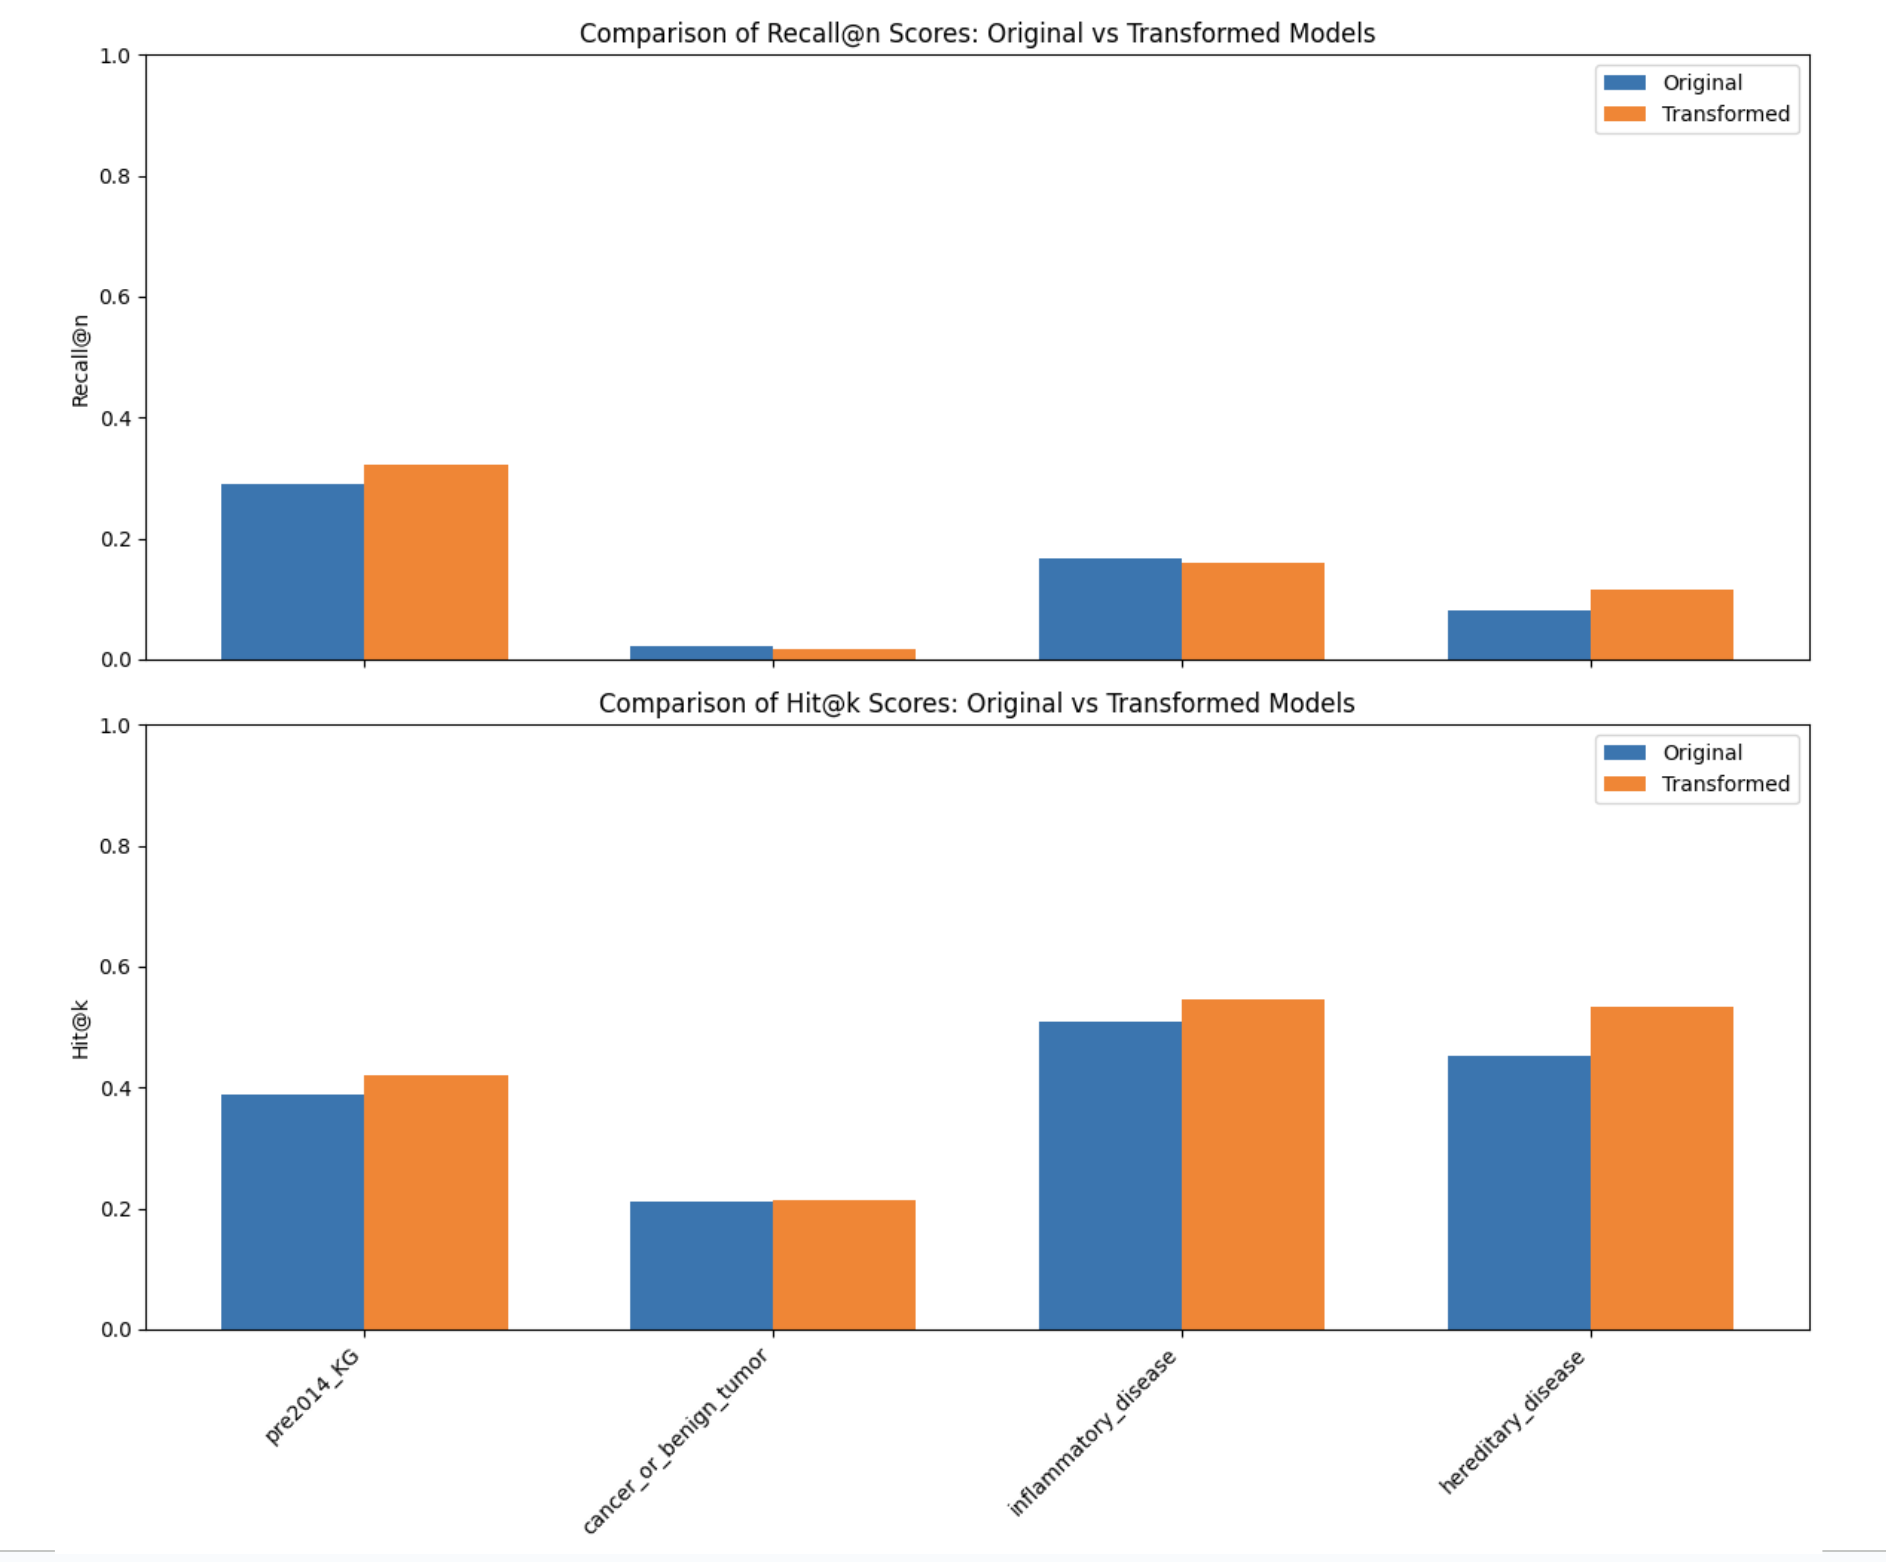 Comparison of Recall@n Scores: Original vs Transformed Models
1.0
0.8
0.6
0.4
0.2
0.0
Recall@n
Original
Transformed
Comparison of Hit@k Scores: Original vs Transformed Models
1.0
0.8
0.6
0.4
0.2
0.0
Hit@k
Original
Transformed
pre2014_KG
cancer_or_benign_tumor
inflammatory_disease
hereditary_disease